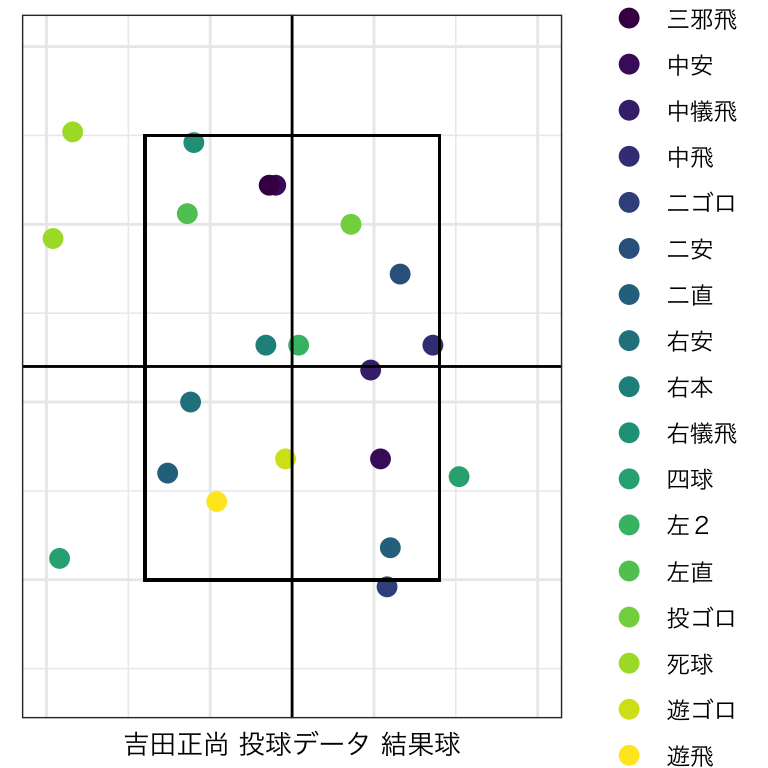 三邪飛
中安
中犠飛
中飛
二ゴロ
二安
二直
右安
右本
右犠飛
四球
左２
左直
投ゴロ
死球
遊ゴロ
遊飛
吉田正尚 投球データ 結果球